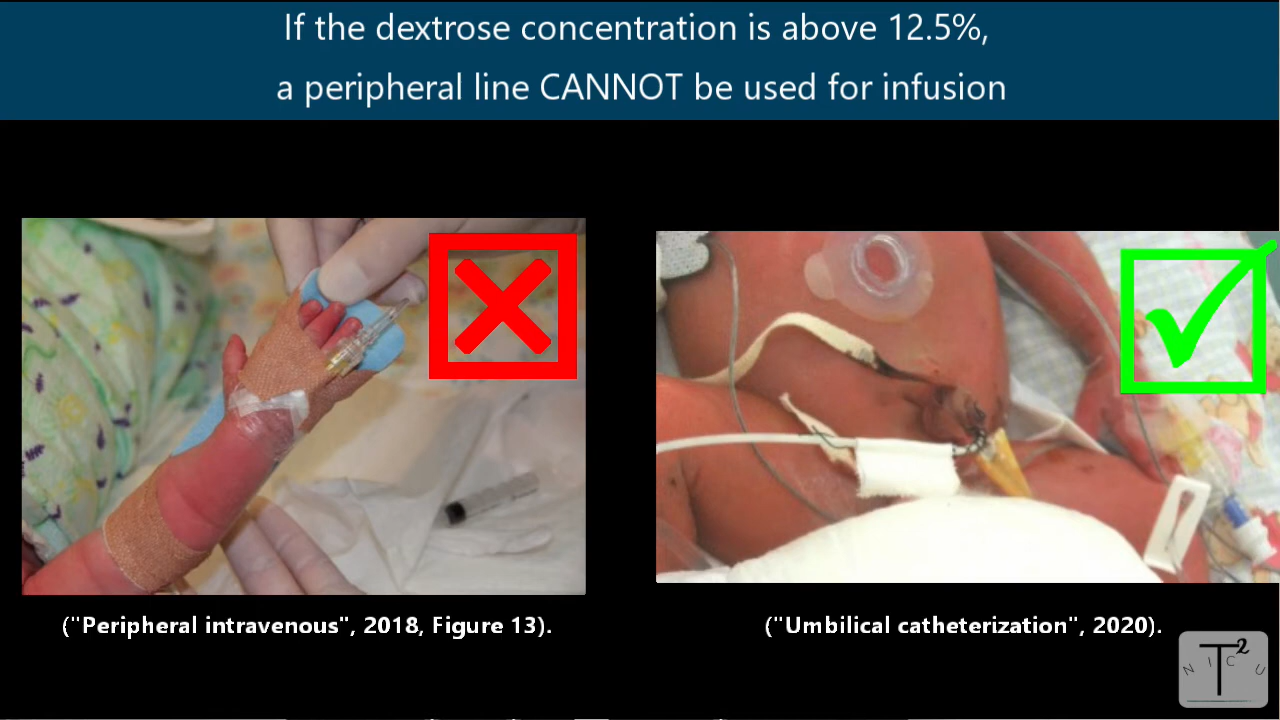 If the dextrose concentration is above 12.5%,
a peripheral line CANNOT be used for infusion
("Peripheral intravenous", 2018, Figure 13).
("Umbilical catheterization", 2020).
T²
N I C U